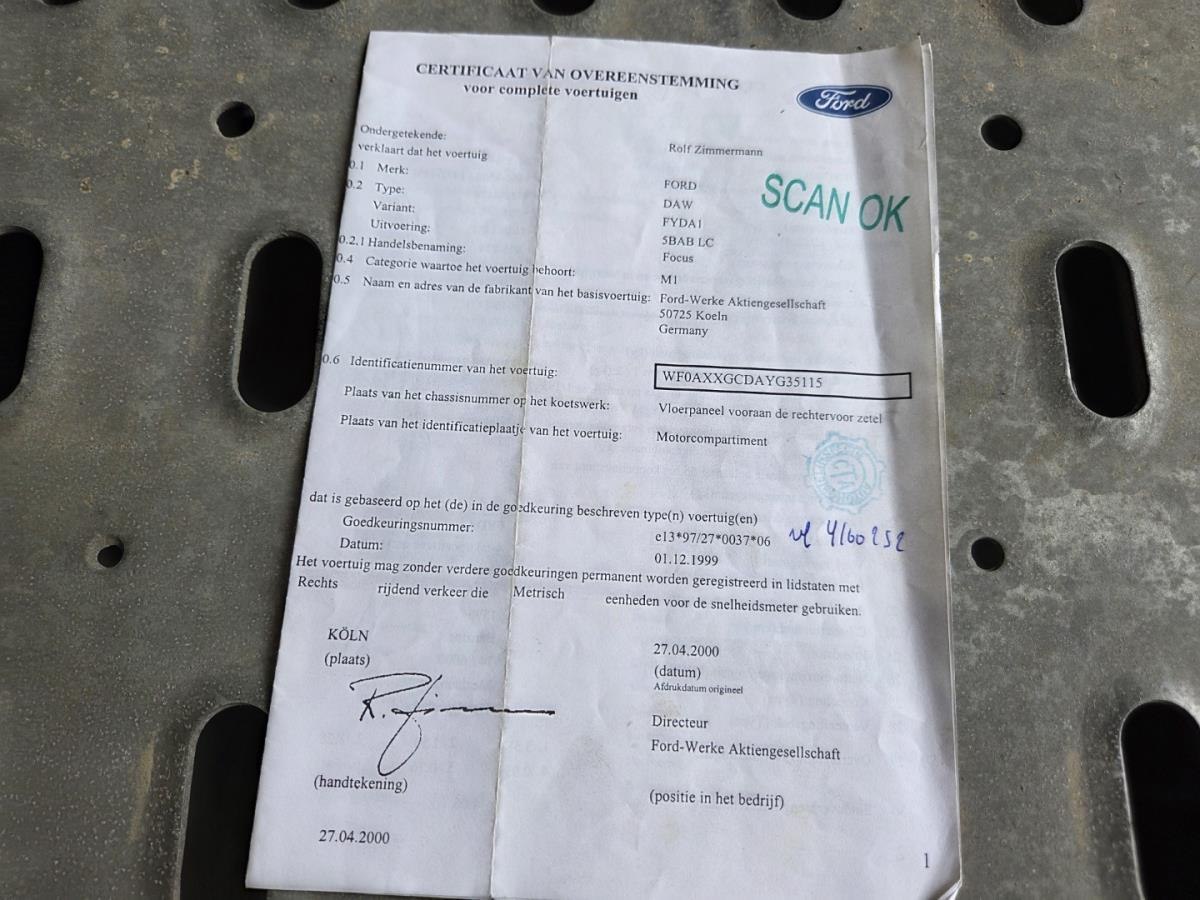 CERTIFICAAT VAN OVEREENSTEMMING
voor complete voertuigen
Ford
Ondergetekende: Rolf Zimmermann
verklaart dat het voertuig
0.1 Merk: FORD
0.2 Type: DAW
Variant: FYDA1
Uitvoering: 5BAB LC
0.2.1 Handelsbenaming: Focus
0.4 Categorie waartoe het voertuig behoort: M1
0.5 Naam en adres van de fabrikant van het basisvoertuig: Ford-Werke Aktiengesellschaft
50725 Koeln
Germany
SCAN OK
0.6 Identificatienummer van het voertuig: WF0AXXGCDAYG35115
Plaats van het chassisnummer op het koetswerk: Vloerpaneel vooraan de rechtervoor zetel
Plaats van het identificatieplaatje van het voertuig: Motorcompartiment
dat is gebaseerd op het (de) in de goedkeuring beschreven type(n) voertuig(en)
Goedkeuringsnummer: e13*97/27*0037*06
Datum: 01.12.1999
Het voertuig mag zonder verdere goedkeuringen permanent worden geregistreerd in lidstaten met
Rechts rijdend verkeer die Metrisch eenheden voor de snelheidsmeter gebruiken.
KÖLN
(plaats)
27.04.2000
(datum)
Afdrukdatum origineel
Directeur
Ford-Werke Aktiengesellschaft
(handtekening)
(positie in het bedrijf)
27.04.2000
1